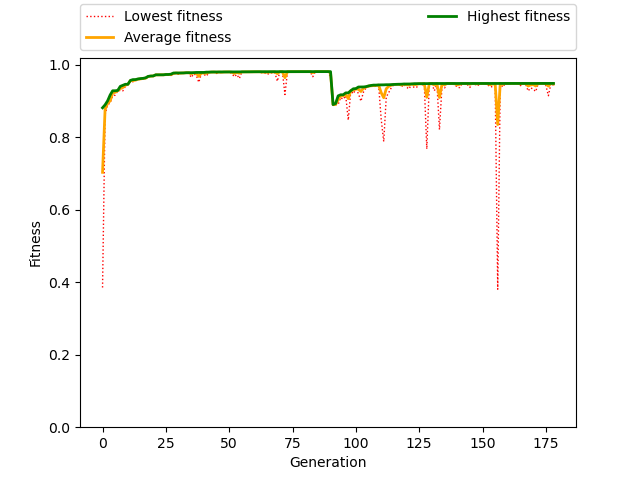 Lowest fitness
Average fitness
Highest fitness
1.0
0.8
0.6
0.4
0.2
0.0
Fitness
0 25 50 75 100 125 150 175
Generation